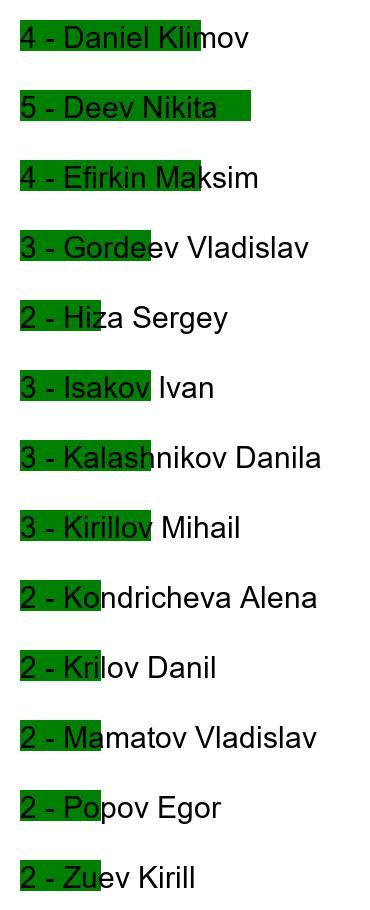 4 - Daniel Klimov
5 - Deev Nikita
4 - Efirkin Maksim
3 - Gordeev Vladislav
2 - Hiza Sergey
3 - Isakov Ivan
3 - Kalashnikov Danila
3 - Kirillov Mihail
2 - Kondricheva Alena
2 - Krilov Danil
2 - Mamatov Vladislav
2 - Popov Egor
2 - Zuev Kirill